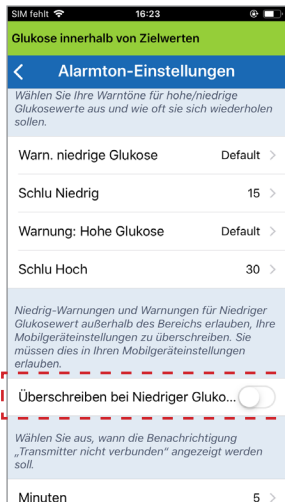 SIM fehlt 16:23
Glukose innerhalb von Zielwerten
Alarmton-Einstellungen
Wählen Sie Ihre Warntöne für hohe/niedrige
Glukosewerte aus und wie oft sie sich wiederholen
sollen.
Warn. niedrige Glukose Default
Schlu Niedrig 15
Warnung: Hohe Glukose Default
Schlu Hoch 30
Niedrig-Warnungen und Warnungen für Niedriger
Glukosewert außerhalb des Bereichs erlauben, Ihre
Mobilgeräteinstellungen zu überschreiben. Sie
müssen dies in Ihren Mobilgeräteinstellungen
erlauben.
Überschreiben bei Niedriger Gluko...
Wählen Sie aus, wann die Benachrichtigung
„Transmitter nicht verbunden" angezeigt werden
soll.
Minuten 5